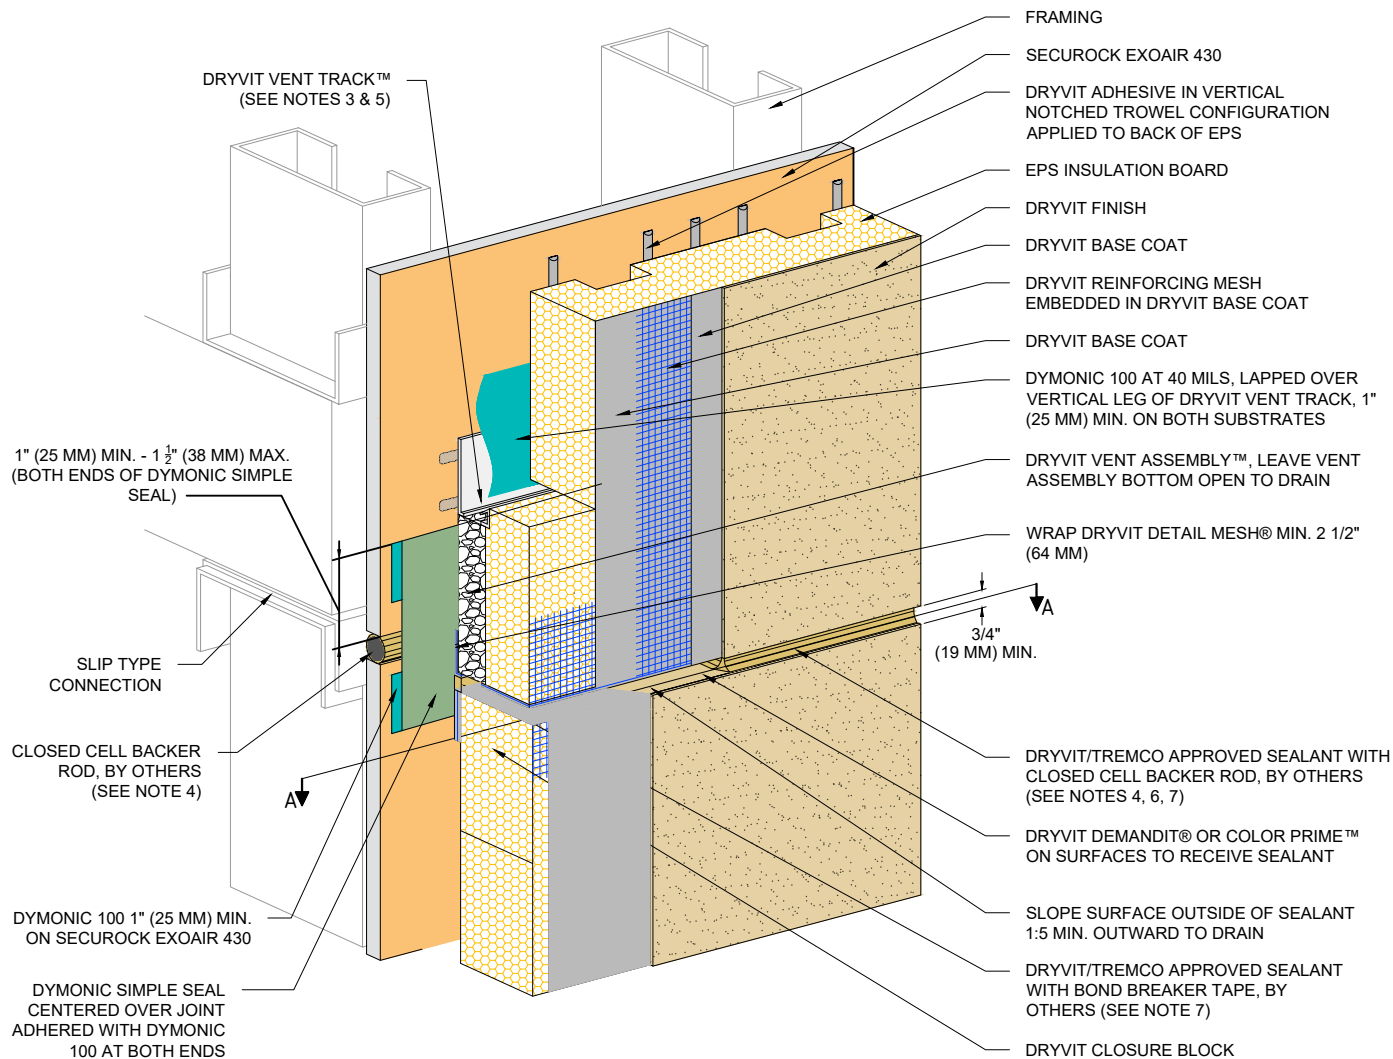 FRAMING
SECUROCK EXOAIR 430
DRYVIT ADHESIVE IN VERTICAL
NOTCHED TROWEL CONFIGURATION
APPLIED TO BACK OF EPS
EPS INSULATION BOARD
DRYVIT FINISH
DRYVIT BASE COAT
DRYVIT REINFORCING MESH
EMBEDDED IN DRYVIT BASE COAT
DRYVIT BASE COAT
DYMONIC 100 AT 40 MILS, LAPPED OVER
VERTICAL LEG OF DRYVIT VENT TRACK, 1"
(25 MM) MIN. ON BOTH SUBSTRATES
DRYVIT VENT ASSEMBLY™, LEAVE VENT
ASSEMBLY BOTTOM OPEN TO DRAIN
WRAP DRYVIT DETAIL MESH® MIN. 2 1/2"
(64 MM)
A
3/4"
(19 MM) MIN.
DRYVIT/TREMCO APPROVED SEALANT WITH
CLOSED CELL BACKER ROD, BY OTHERS
(SEE NOTES 4, 6, 7)
DRYVIT DEMANDIT® OR COLOR PRIME™
ON SURFACES TO RECEIVE SEALANT
SLOPE SURFACE OUTSIDE OF SEALANT
1:5 MIN. OUTWARD TO DRAIN
DRYVIT/TREMCO APPROVED SEALANT
WITH BOND BREAKER TAPE, BY
OTHERS (SEE NOTE 7)
DRYVIT CLOSURE BLOCK
DRYVIT VENT TRACK™
(SEE NOTES 3 & 5)
1" (25 MM) MIN. - 1 1/2" (38 MM) MAX.
(BOTH ENDS OF DYMONIC SIMPLE
SEAL)
SLIP TYPE
CONNECTION
CLOSED CELL BACKER
ROD, BY OTHERS
(SEE NOTE 4)
A
DYMONIC 100 1" (25 MM) MIN.
ON SECUROCK EXOAIR 430
DYMONIC SIMPLE SEAL
CENTERED OVER JOINT
ADHERED WITH DYMONIC
100 AT BOTH ENDS